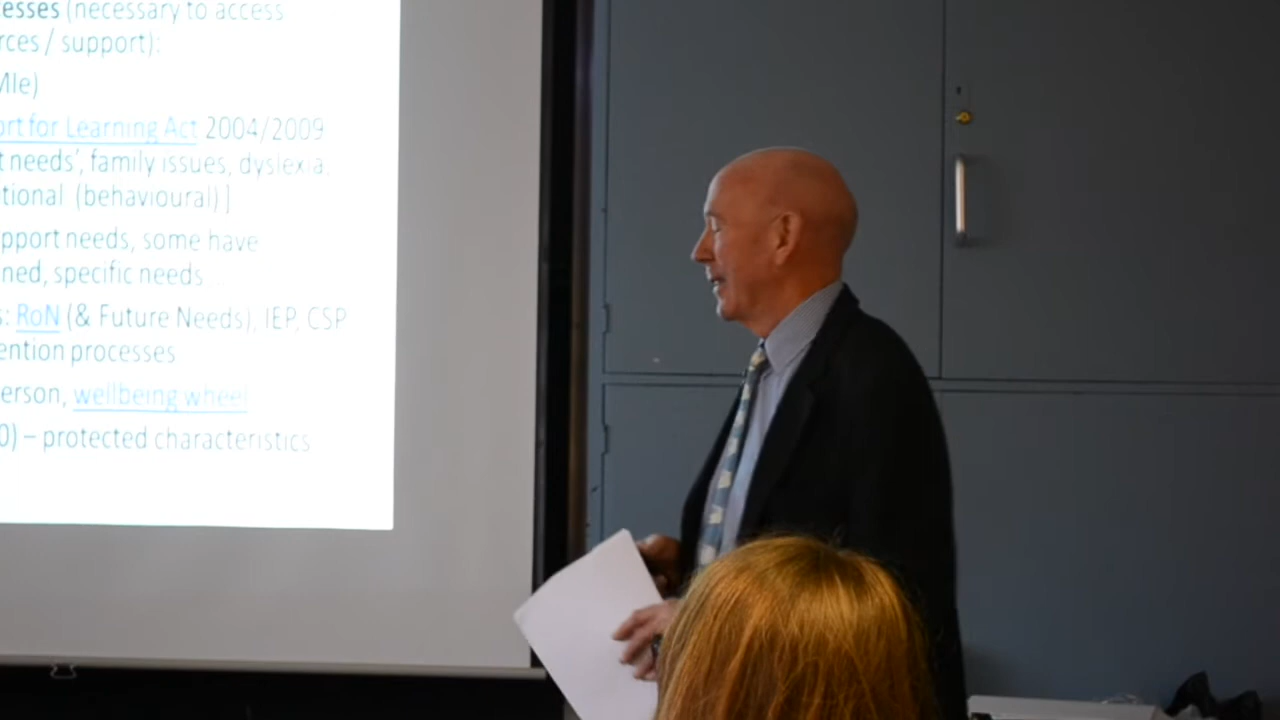 esses (necessary to access
rces / support):
MIe)
ort for Learning Act 2004/2009
t needs', family issues, dyslexia,
tional (behavioural) ]
pport needs, some have
ned, specific needs ...
s: RoN (& Future Needs), IEP, CSP
ention processes
erson, wellbeing wheel
0) – protected characteristics